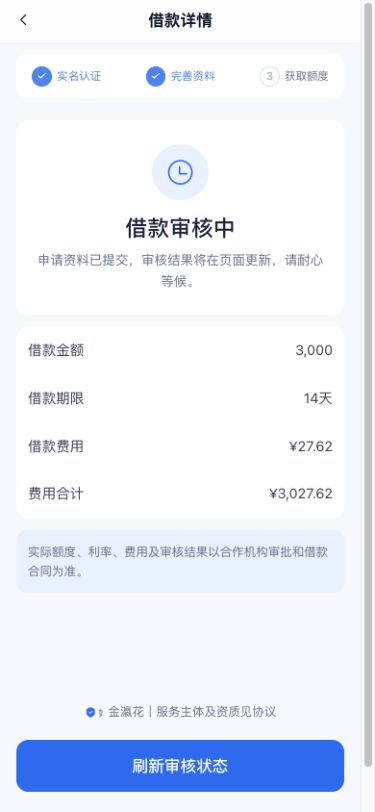 借款详情
实名认证
完善资料
3 获取额度
借款审核中
申请资料已提交，审核结果将在页面更新，请耐心
等候。
借款金额 3,000
借款期限 14天
借款费用 ¥27.62
费用合计 ¥3,027.62
实际额度、利率、费用及审核结果以合作机构审批和借款
合同为准。
金瀛花丨服务主体及资质见协议
刷新审核状态